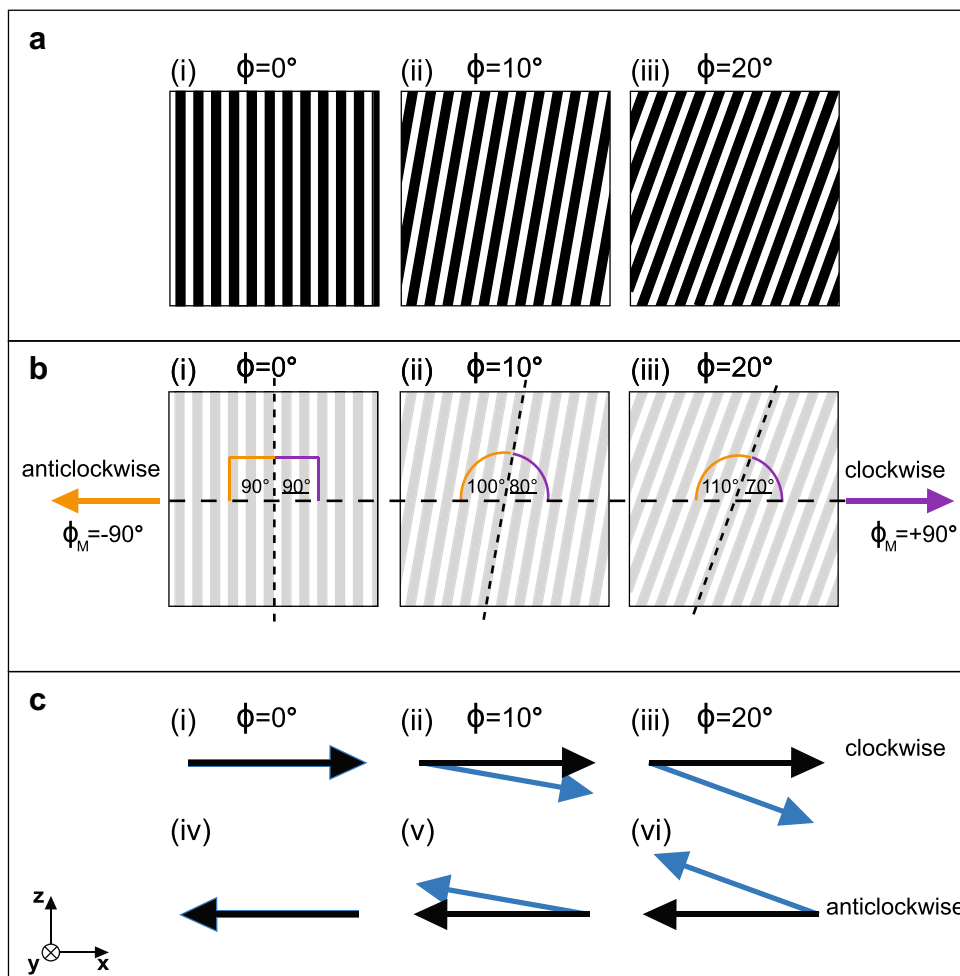 a
(i) ϕ=0° (ii) ϕ=10° (iii) ϕ=20°
b
(i) ϕ=0° (ii) ϕ=10° (iii) ϕ=20°
anticlockwise
clockwise
90° 90° 100° 80° 110° 70°
ϕM=-90°
ϕM=+90°
c
(i) ϕ=0° (ii) ϕ=10° (iii) ϕ=20°
clockwise
(iv) (v) (vi)
anticlockwise
z
y x